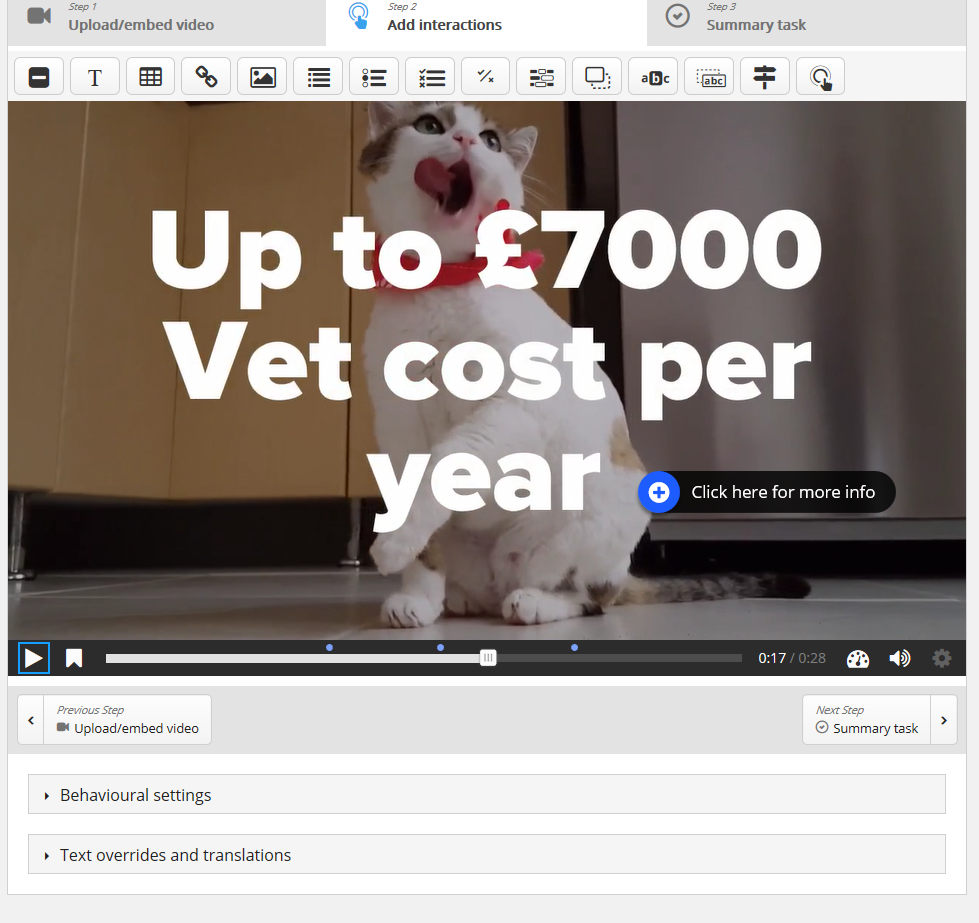 Step 1
Upload/embed video
Step 2
Add interactions
Step 3
Summary task
T
abc
abc
Up to £7000
Vet cost per
year
Click here for more info
0:17 / 0:28
Previous Step
Upload/embed video
Next Step
Summary task
Behavioural settings
Text overrides and translations